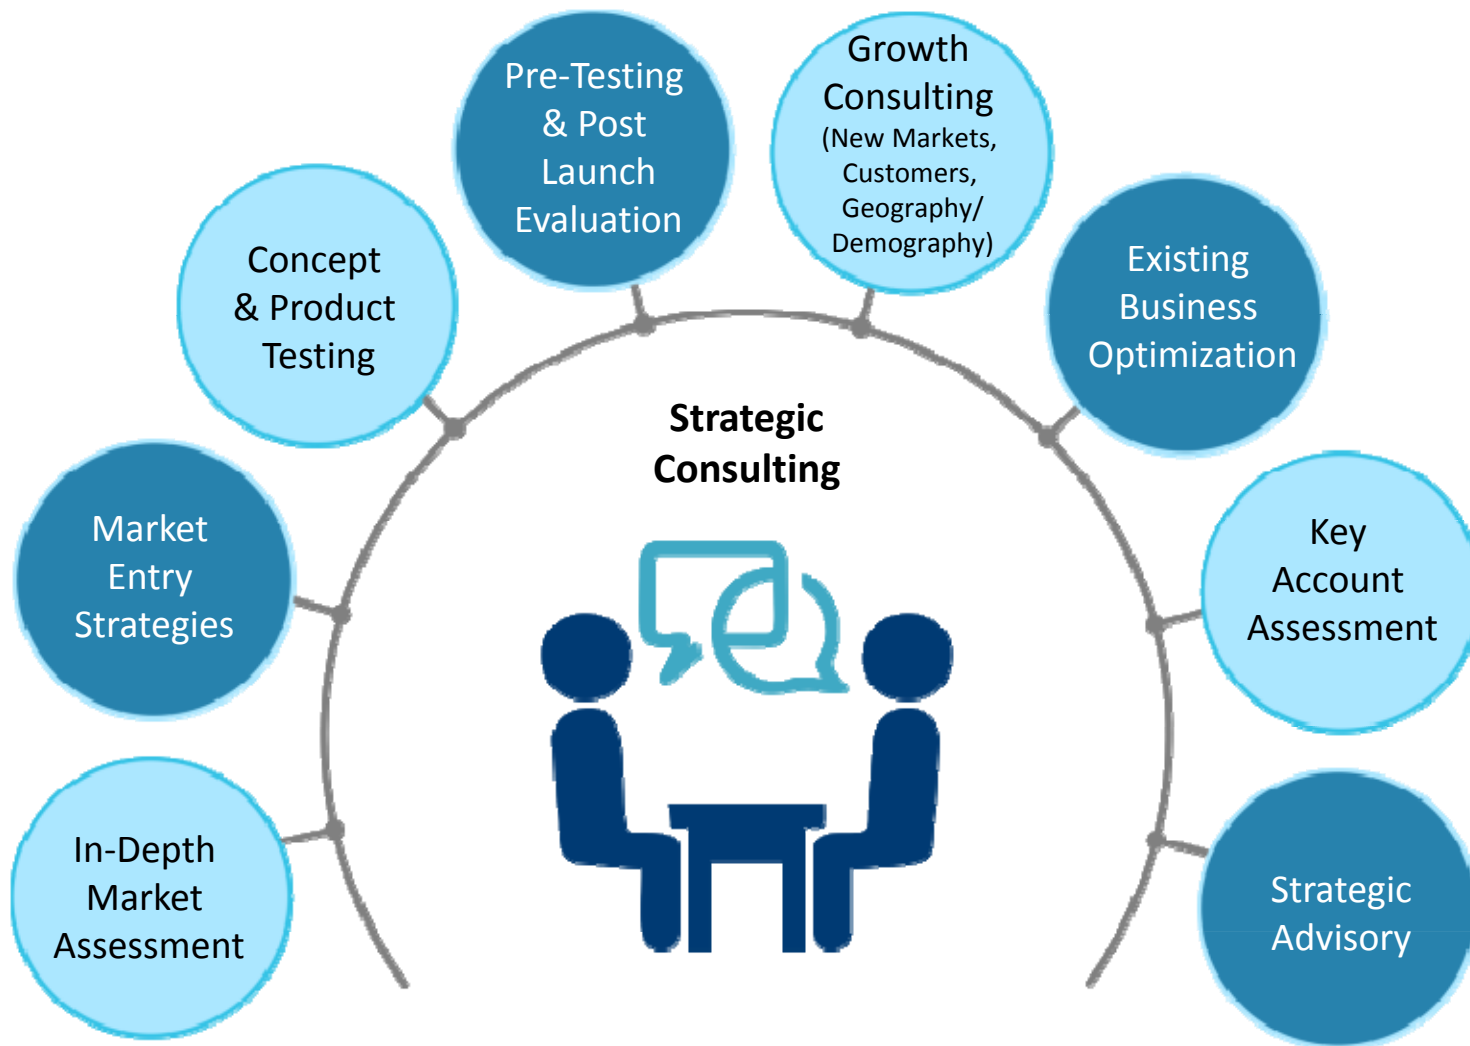 Growth
Consulting
(New Markets,
Customers,
Geography/
Demography)
Pre-Testing
& Post
Launch
Evaluation
Concept
& Product
Testing
Existing
Business
Optimization
Strategic
Consulting
Market
Entry
Strategies
Key
Account
Assessment
In-Depth
Market
Assessment
Strategic
Advisory